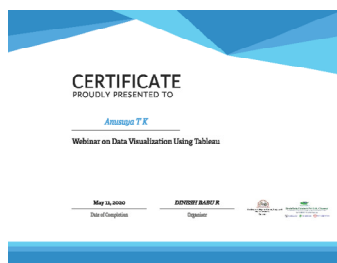 CERTIFICATE
PROUDLY PRESENTED TO
Anusuya T K
Webinar on Data Visualization Using Tableau
May 12, 2020
DINESH BABU R
Date of Completion
Organiser